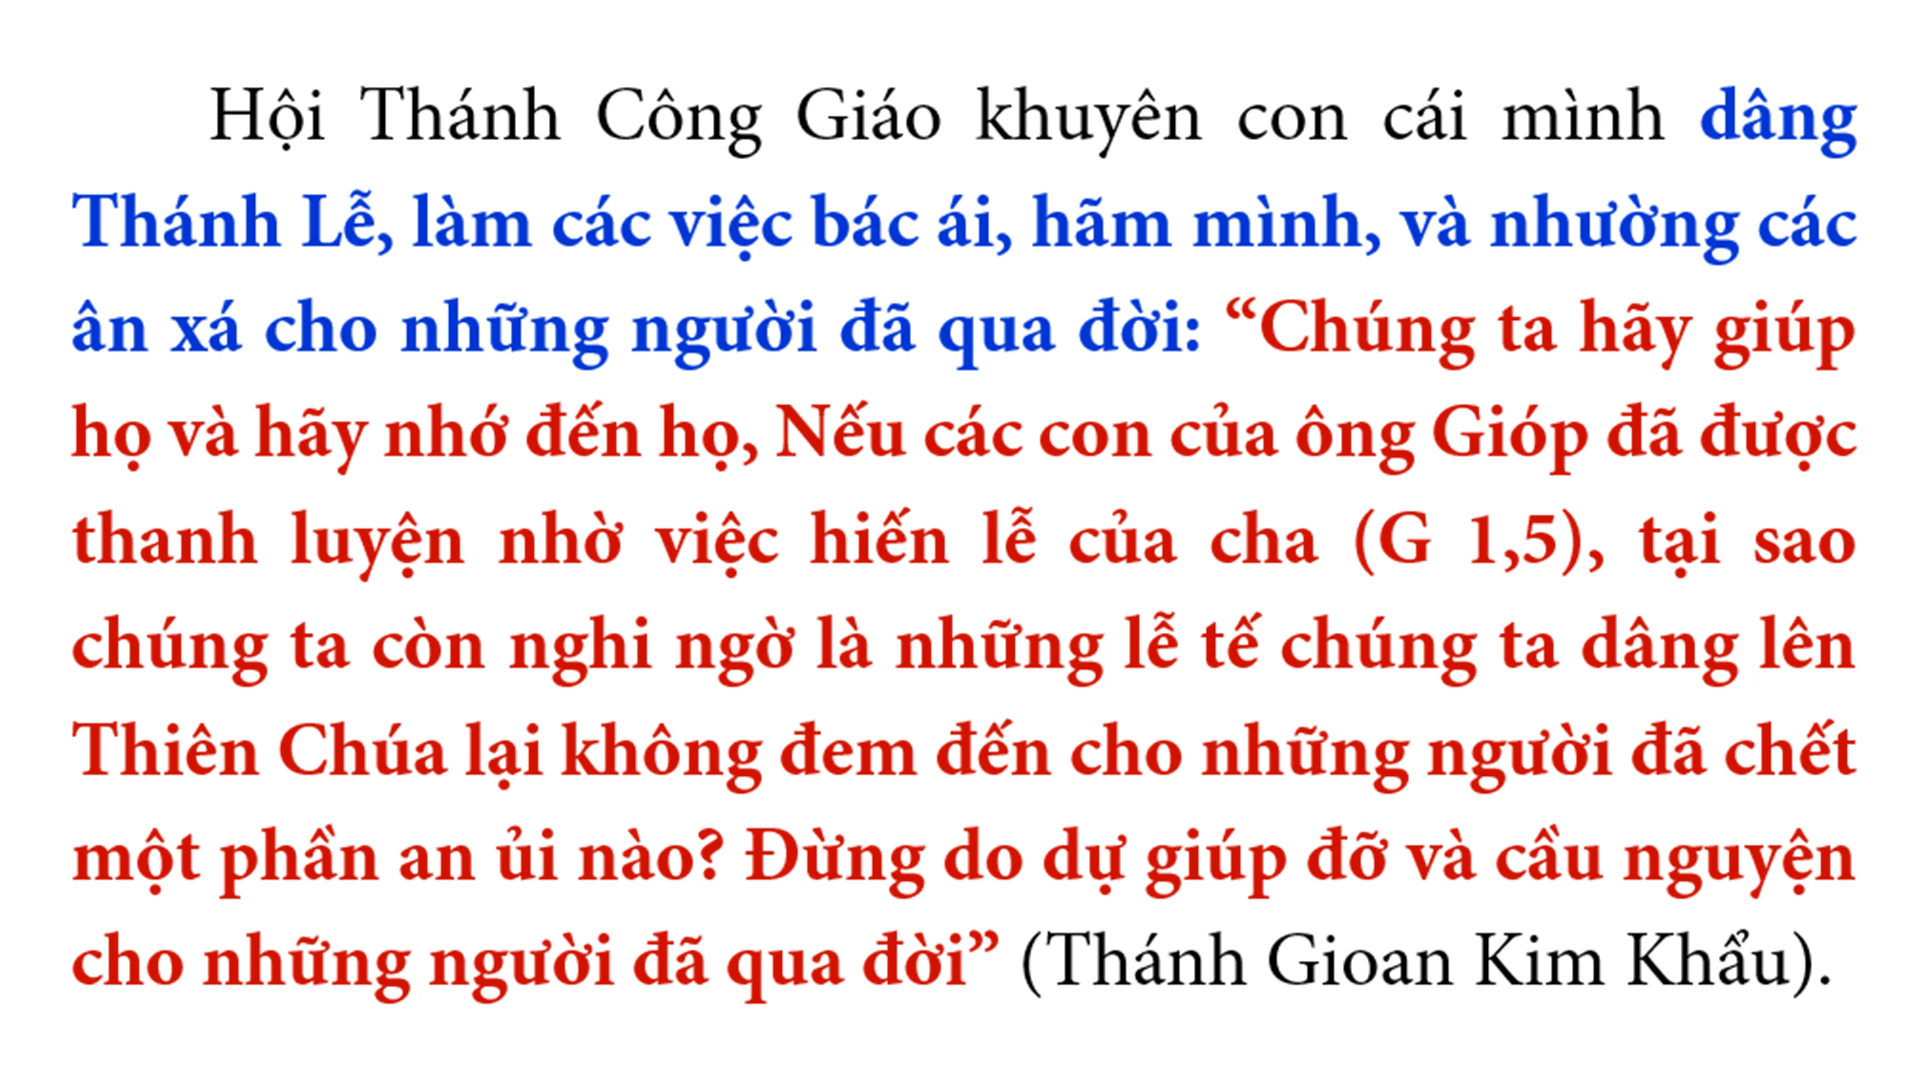 Hội Thánh Công Giáo khuyên con cái mình dâng
Thánh Lễ, làm các việc bác ái, hãm mình, và nhường các
ân xá cho những người đã qua đời: “Chúng ta hãy giúp
họ và hãy nhớ đến họ, Nếu các con của ông Gióp đã được
thanh luyện nhờ việc hiến lễ của cha (G 1,5), tại sao
chúng ta còn nghi ngờ là những lễ tế chúng ta dâng lên
Thiên Chúa lại không đem đến cho những người đã chết
một phần an ủi nào? Đừng do dự giúp đỡ và cầu nguyện
cho những người đã qua đời” (Thánh Gioan Kim Khẩu).